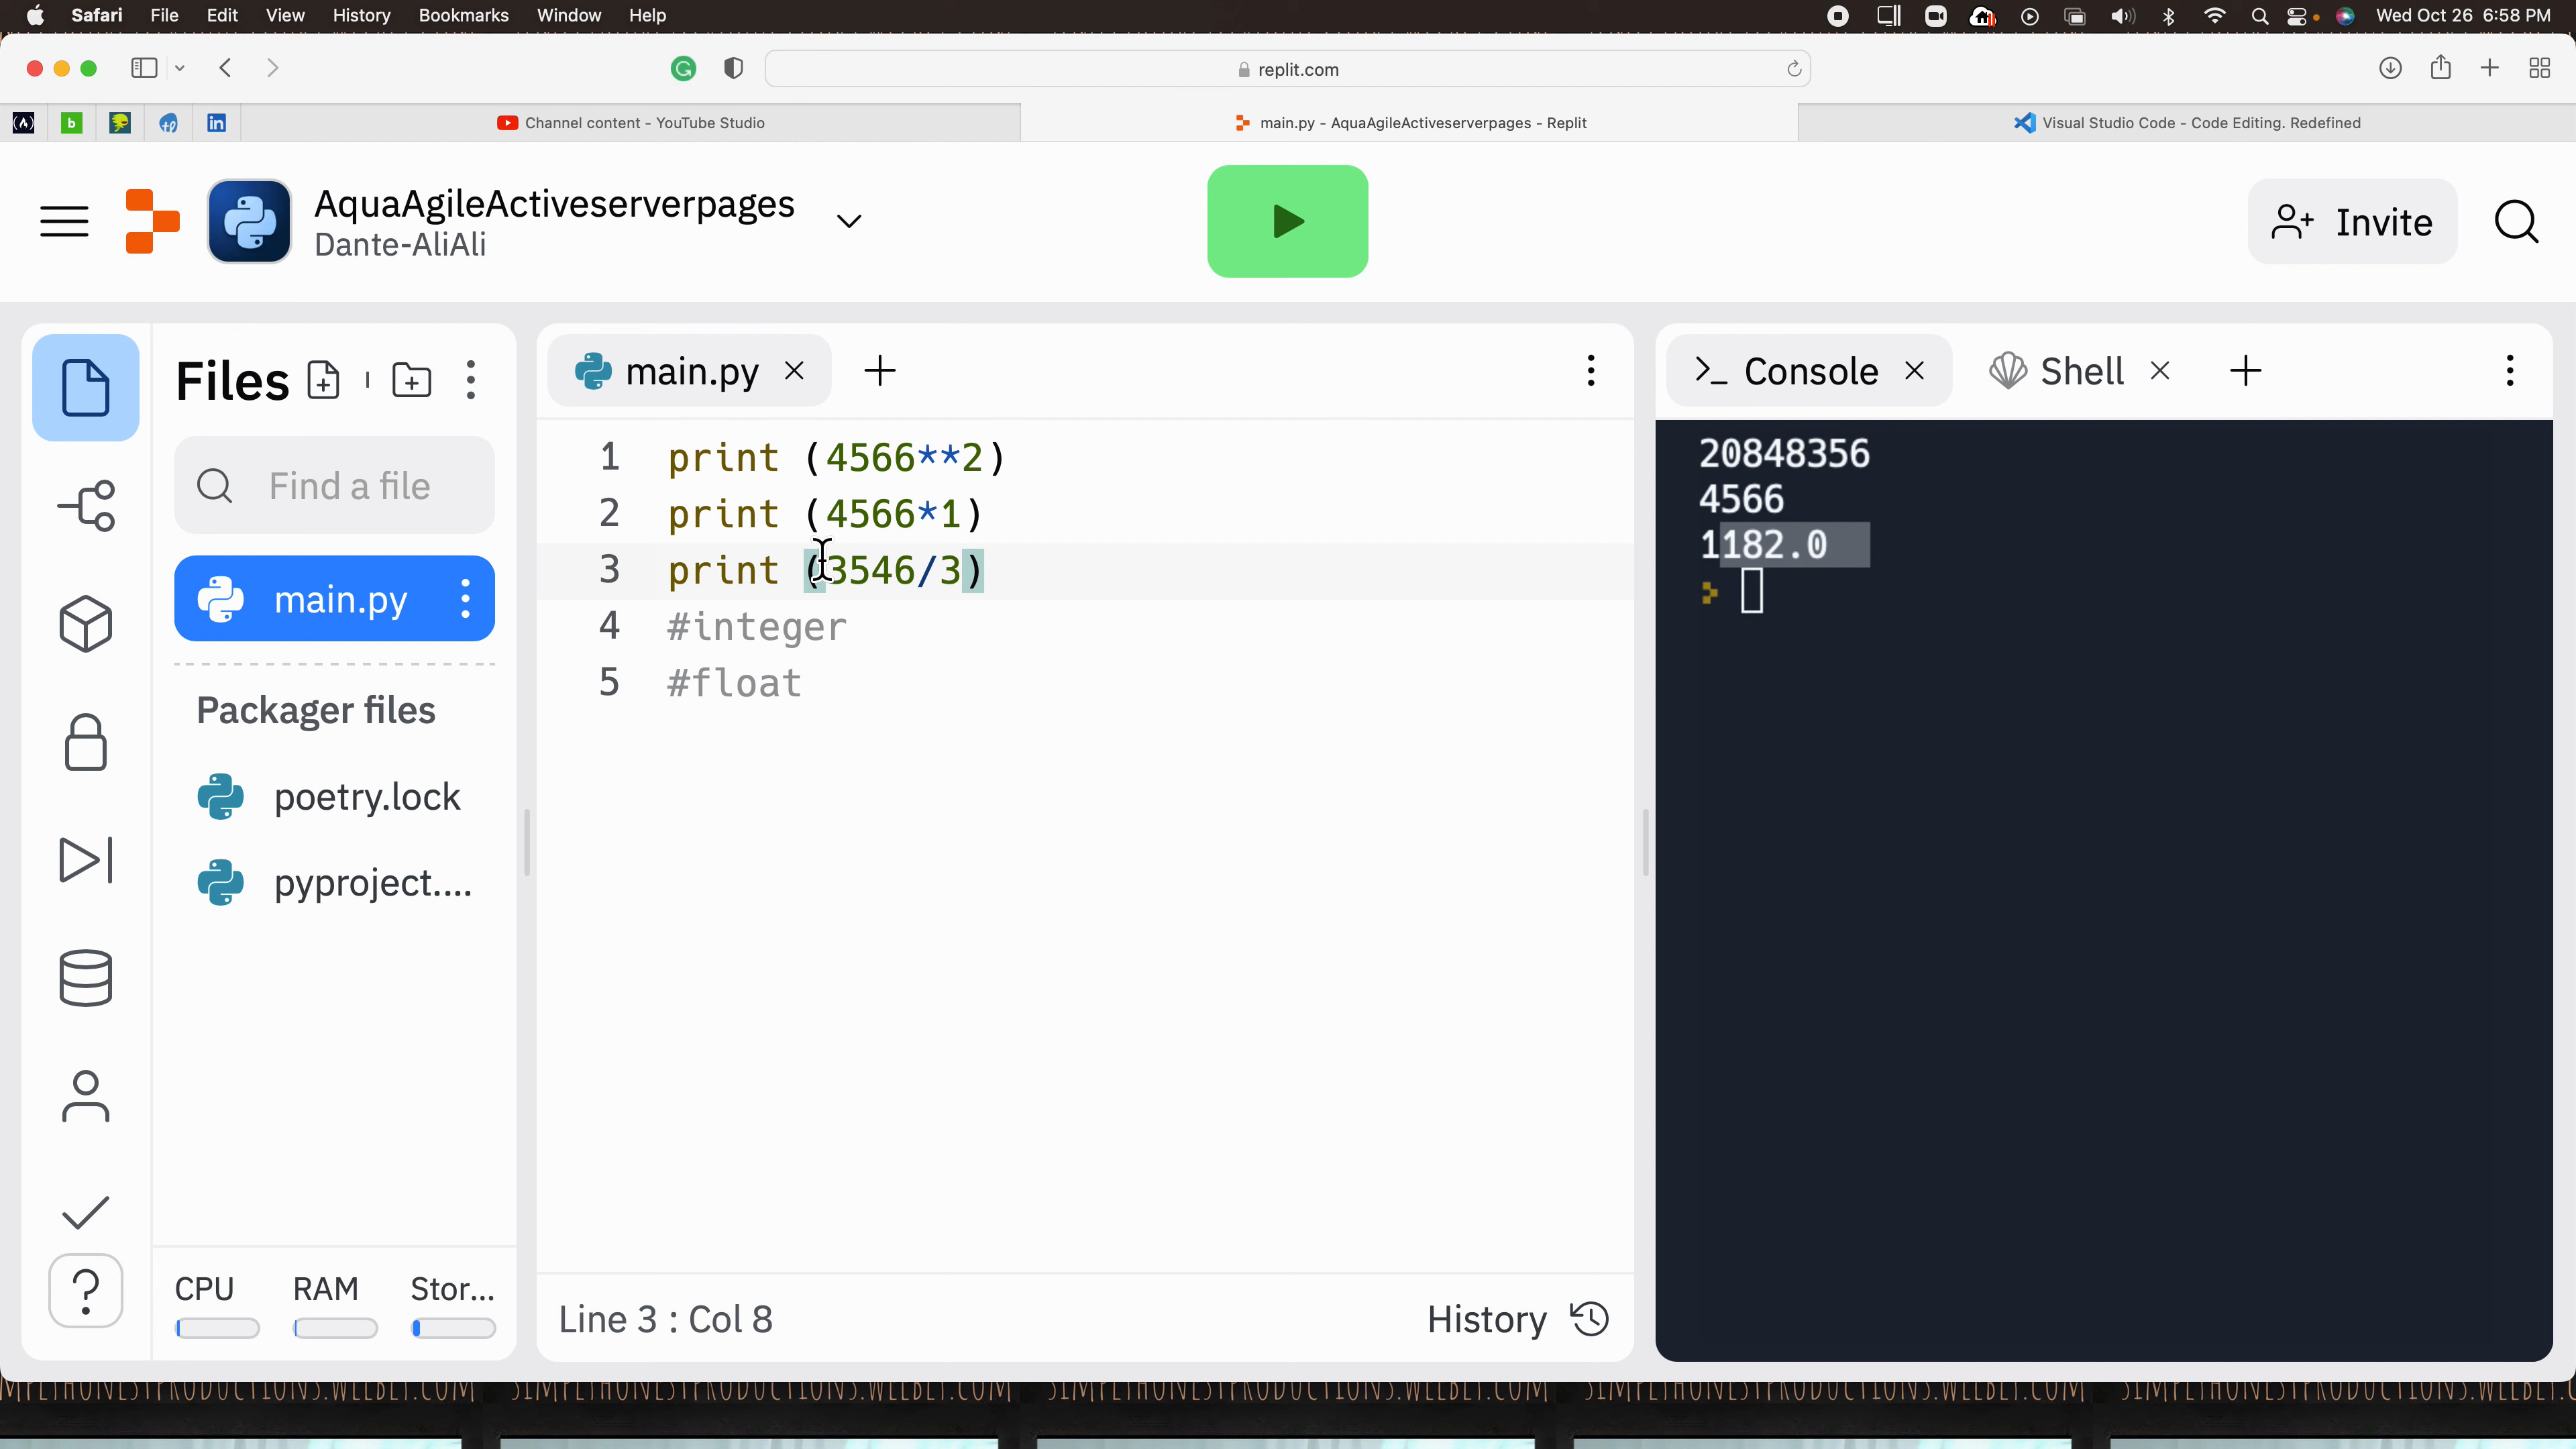 Safari File Edit View History Bookmarks Window Help Wed Oct 26 6:58 PM
replit.com
Channel content - YouTube Studio main.py - AquaAgileActiveserverpages - Replit Visual Studio Code - Code Editing. Redefined
AquaAgileActiveserverpages
Dante-AliAli
Invite
Files
Find a file
main.py
Packager files
poetry.lock
pyproject....
CPU RAM Stor...
main.py
1 print (4566**2)
2 print (4566*1)
3 print (3546/3)
4 #integer
5 #float
Line 3 : Col 8 History
Console Shell
20848356
4566
1182.0